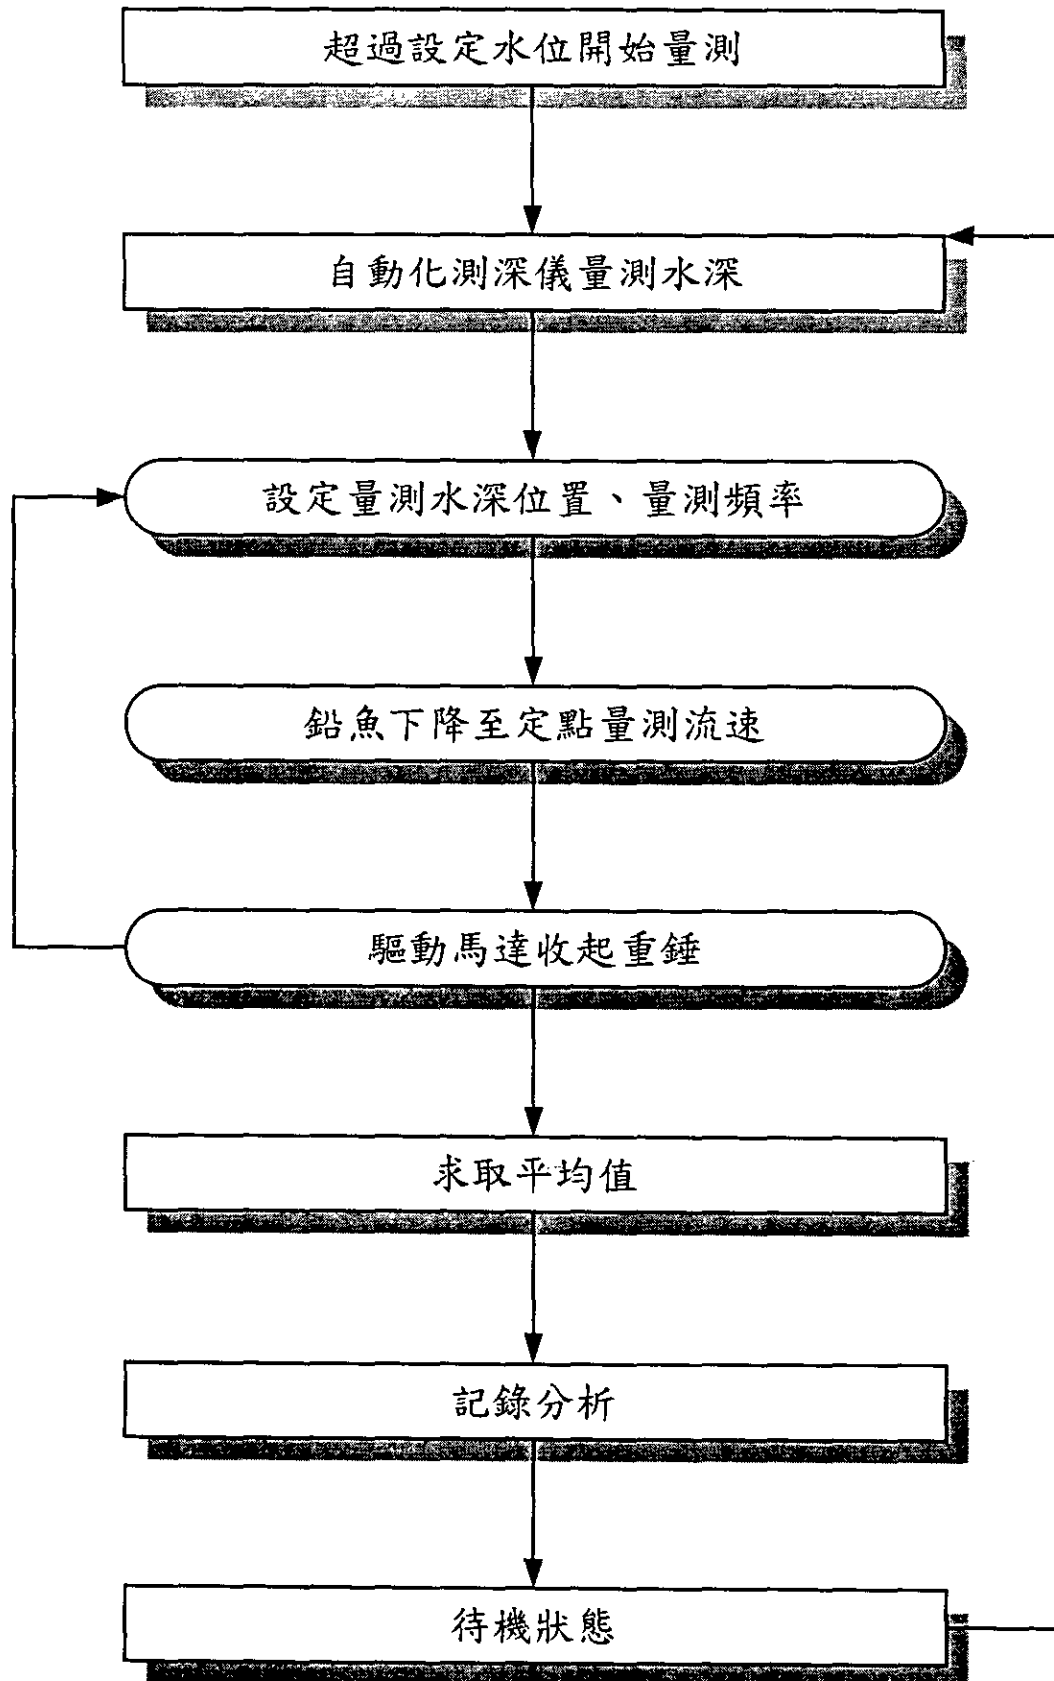 超過設定水位開始量測
自動化測深儀量測水深
設定量測水深位置、量測頻率
鉛魚下降至定點量測流速
驅動馬達收起重錘
求取平均值
記錄分析
待機狀態